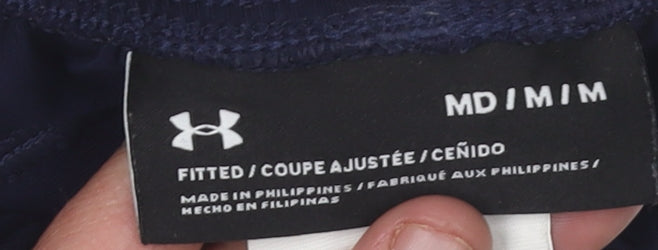 MD / M / M
FITTED / COUPE AJUSTÉE / CEÑIDO
MADE IN PHILIPPINES / FABRIQUÉ AUX PHILIPPINES /
HECHO EN FILIPINAS